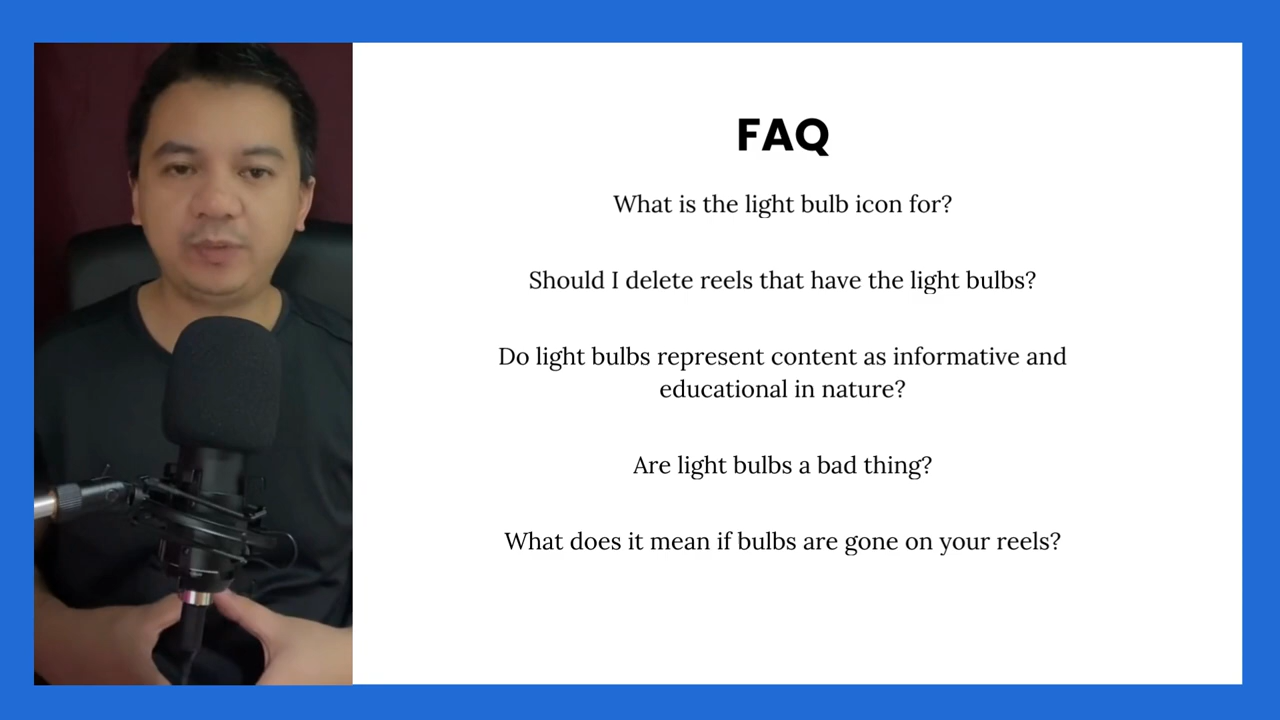 FAQ
What is the light bulb icon for?
Should I delete reels that have the light bulbs?
Do light bulbs represent content as informative and
educational in nature?
Are light bulbs a bad thing?
What does it mean if bulbs are gone on your reels?